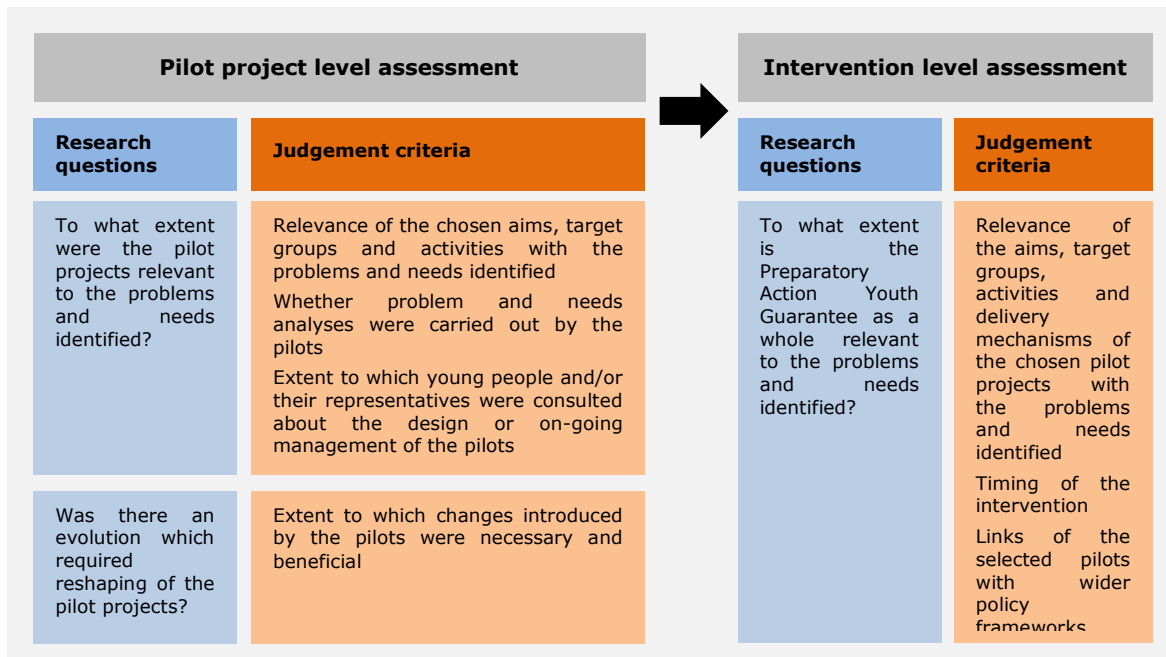 Pilot project level assessment
Research
questions
Judgement criteria
To what extent
were the pilot
projects relevant
to the problems
and needs
identified?
Relevance of the chosen aims, target
groups and activities with the
problems and needs identified
Whether problem and needs
analyses were carried out by the
pilots
Extent to which young people and/or
their representatives were consulted
about the design or on-going
management of the pilots
Was there an
evolution which
required
reshaping of the
pilot projects?
Extent to which changes introduced
by the pilots were necessary and
beneficial
Intervention level assessment
Research
questions
Judgement
criteria
To what extent
is the
Preparatory
Action Youth
Guarantee as a
whole relevant
to the problems
and needs
identified?
Relevance of
the aims, target
groups,
activities and
delivery
mechanisms of
the chosen pilot
projects with
the problems
and needs
identified
Timing of the
intervention
Links of the
selected pilots
with wider
policy
frameworks